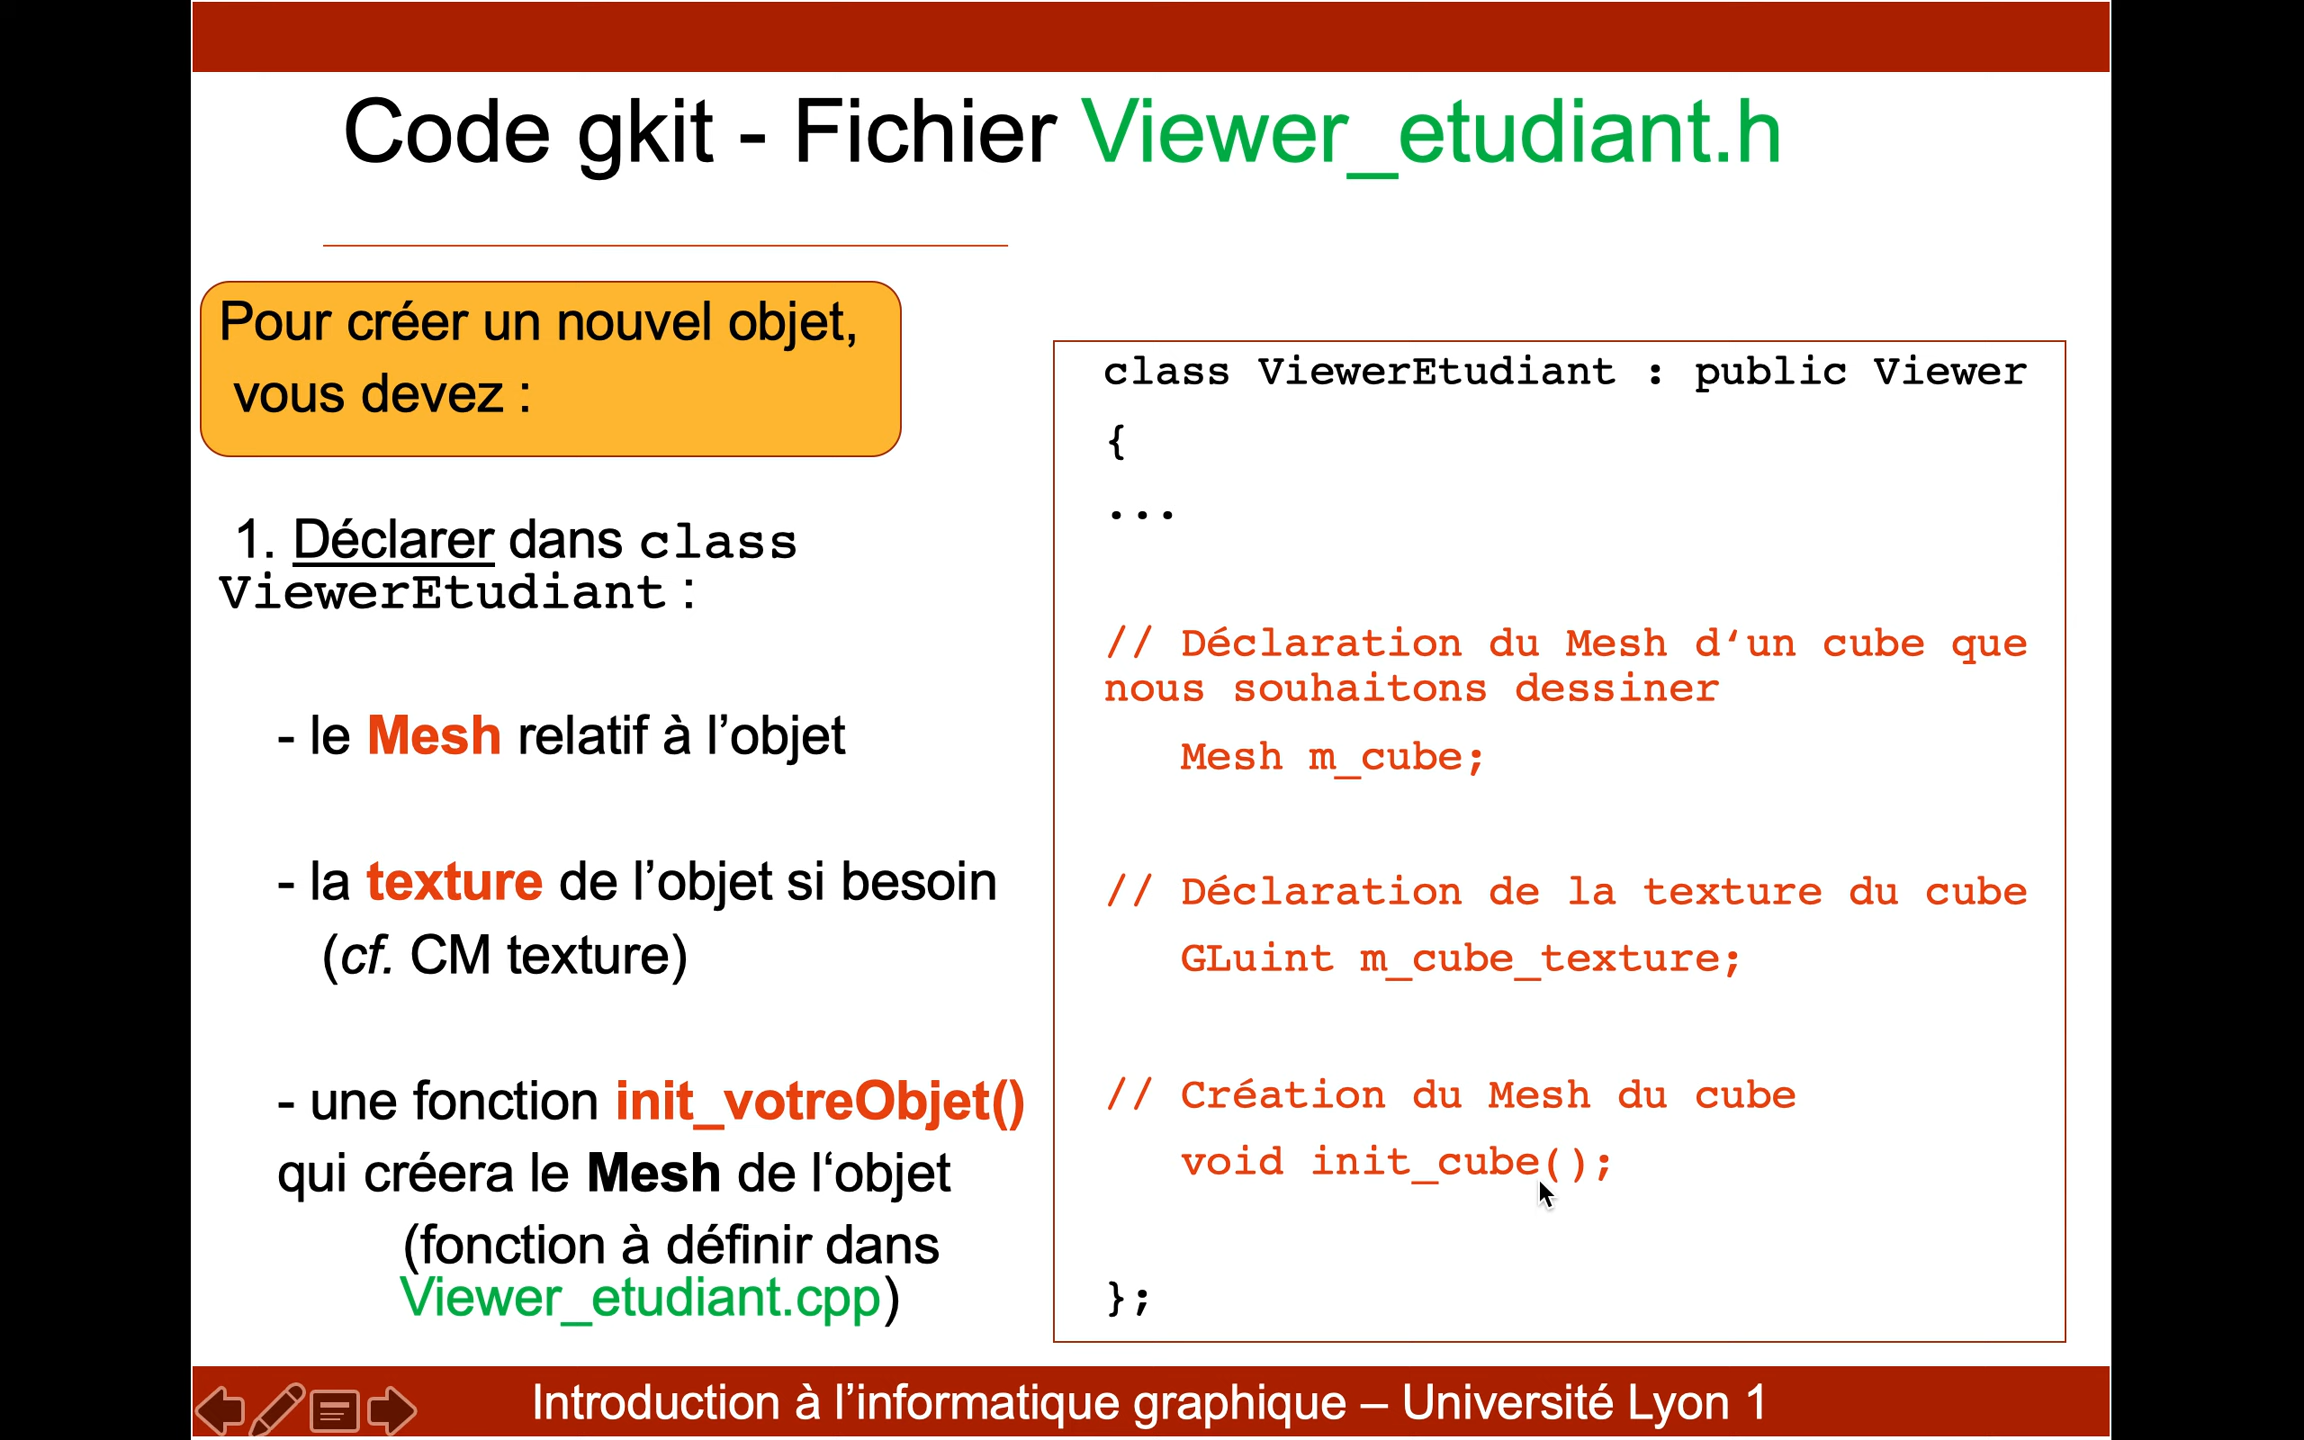 Code gkit - Fichier Viewer_etudiant.h
Pour créer un nouvel objet,
vous devez :
1. Déclarer dans class
ViewerEtudiant :
- le Mesh relatif à l’objet
- la texture de l’objet si besoin
(cf. CM texture)
- une fonction init_votreObjet()
qui créera le Mesh de l‘objet
(fonction à définir dans
Viewer_etudiant.cpp)
class ViewerEtudiant : public Viewer
{
...
// Déclaration du Mesh d‘un cube que
nous souhaitons dessiner
Mesh m_cube;
// Déclaration de la texture du cube
GLuint m_cube_texture;
// Création du Mesh du cube
void init_cube();
};
Introduction à l’informatique graphique – Université Lyon 1